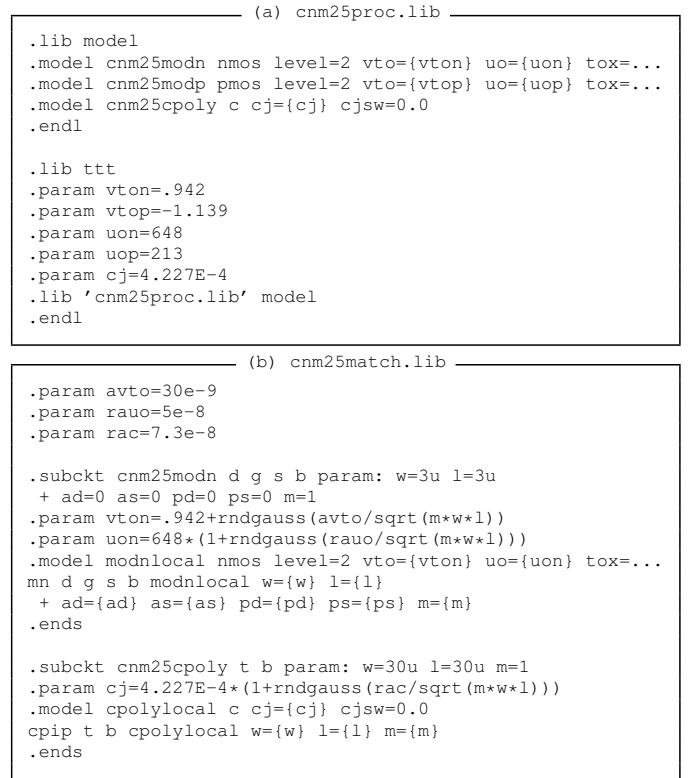 (a) cnm25proc.lib
.lib model
.model cnm25modn nmos level=2 vto={vton} uo={uon} tox=...
.model cnm25modp pmos level=2 vto={vtop} uo={uop} tox=...
.model cnm25cpoly c cj={cj} cjsw=0.0
.endl
.lib ttt
.param vton=.942
.param vtop=-1.139
.param uon=648
.param uop=213
.param cj=4.227E-4
.lib ’cnm25proc.lib’ model
.endl
(b) cnm25match.lib
.param avto=30e-9
.param rauo=5e-8
.param rac=7.3e-8
.subckt cnm25modn d g s b param: w=3u l=3u
+ ad=0 as=0 pd=0 ps=0 m=1
.param vton=.942+rndgauss(avto/sqrt(m*w*l))
.param uon=648*(1+rndgauss(rauo/sqrt(m*w*l)))
.model modnlocal nmos level=2 vto={vton} uo={uon} tox=...
mn d g s b modnlocal w={w} l={l}
+ ad={ad} as={as} pd={pd} ps={ps} m={m}
.ends
.subckt cnm25cpoly t b param: w=30u l=30u m=1
.param cj=4.227E-4*(1+rndgauss(rac/sqrt(m*w*l)))
.model cpolylocal c cj={cj} cjsw=0.0
cpip t b cpolylocal w={w} l={l} m={m}
.ends